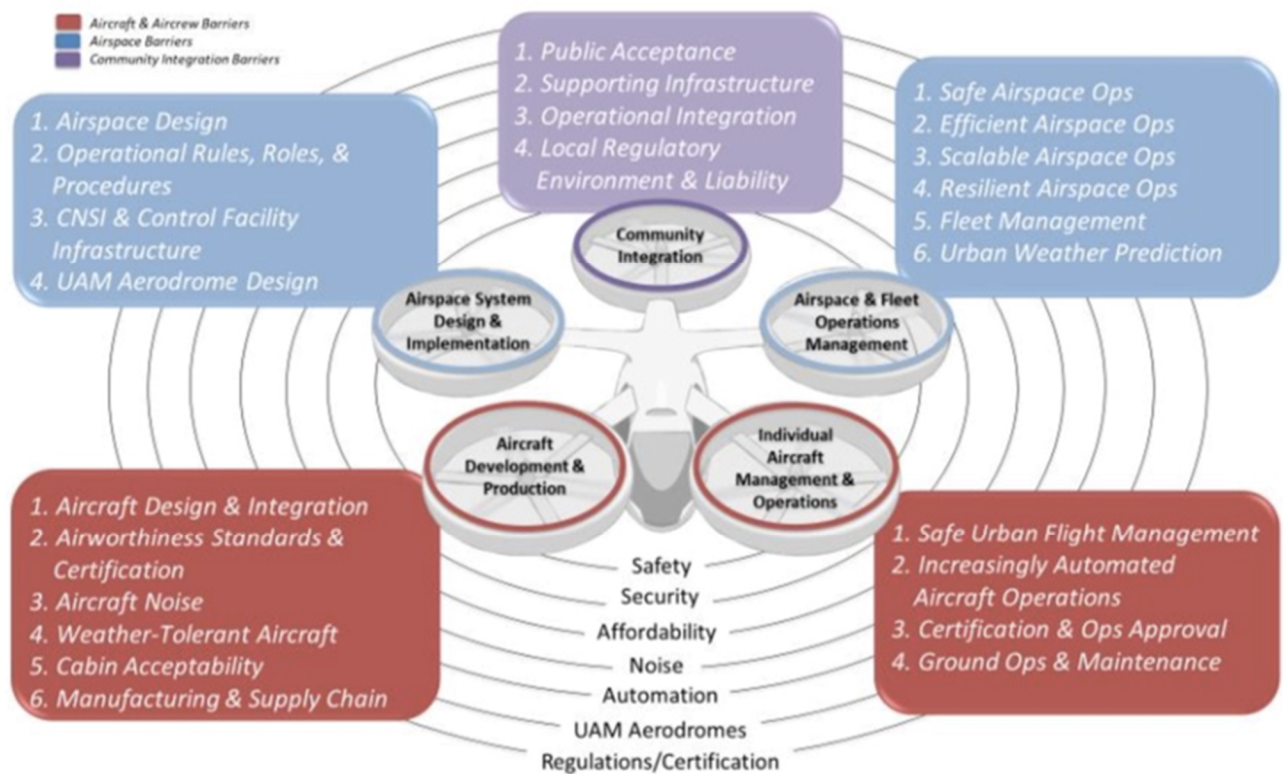 Aircraft & Aircrew Barriers
Airspace Barriers
Community Integration Barriers
1. Public Acceptance
2. Supporting Infrastructure
3. Operational Integration
4. Local Regulatory
Environment & Liability
1. Airspace Design
2. Operational Rules, Roles, &
Procedures
3. CNSI & Control Facility
Infrastructure
4. UAM Aerodrome Design
1. Safe Airspace Ops
2. Efficient Airspace Ops
3. Scalable Airspace Ops
4. Resilient Airspace Ops
5. Fleet Management
6. Urban Weather Prediction
Community
Integration
Airspace System
Design &
Implementation
Airspace & Fleet
Operations
Management
Aircraft
Development &
Production
Individual
Aircraft
Management &
Operations
1. Aircraft Design & Integration
2. Airworthiness Standards &
Certification
3. Aircraft Noise
4. Weather-Tolerant Aircraft
5. Cabin Acceptability
6. Manufacturing & Supply Chain
1. Safe Urban Flight Management
2. Increasingly Automated
Aircraft Operations
3. Certification & Ops Approval
4. Ground Ops & Maintenance
Safety
Security
Affordability
Noise
Automation
UAM Aerodromes
Regulations/Certification